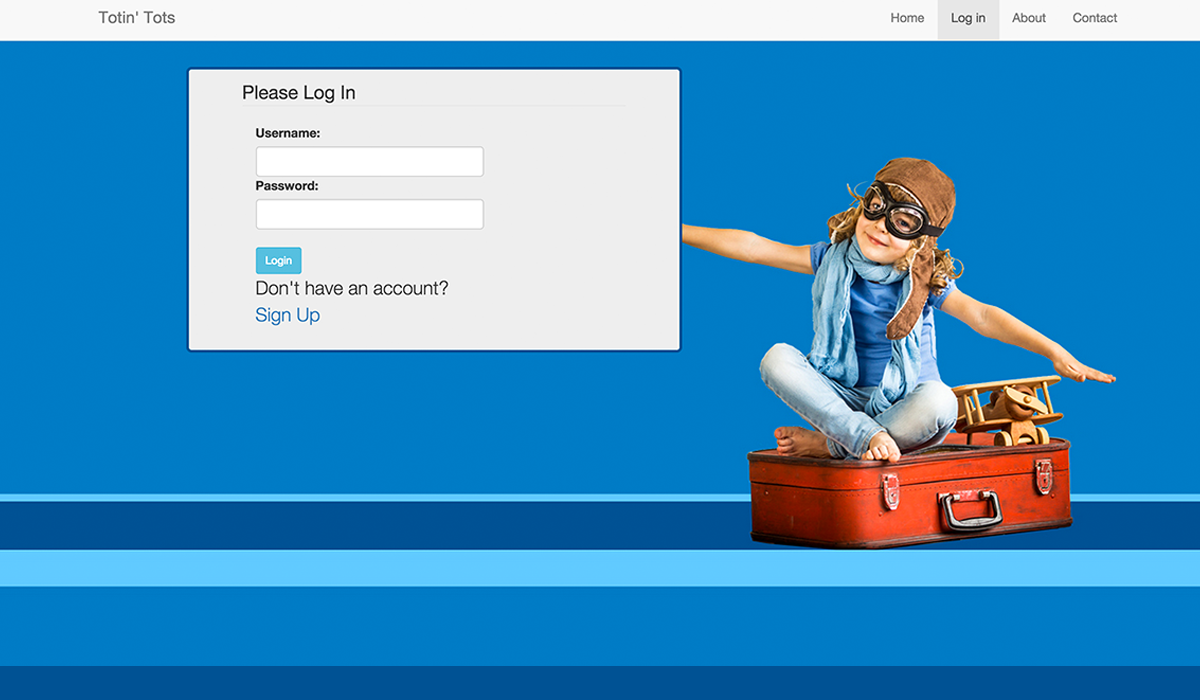 Totin' Tots
Home
Log in
About
Contact
Please Log In
Username:
Password:
Login
Don't have an account?
Sign Up